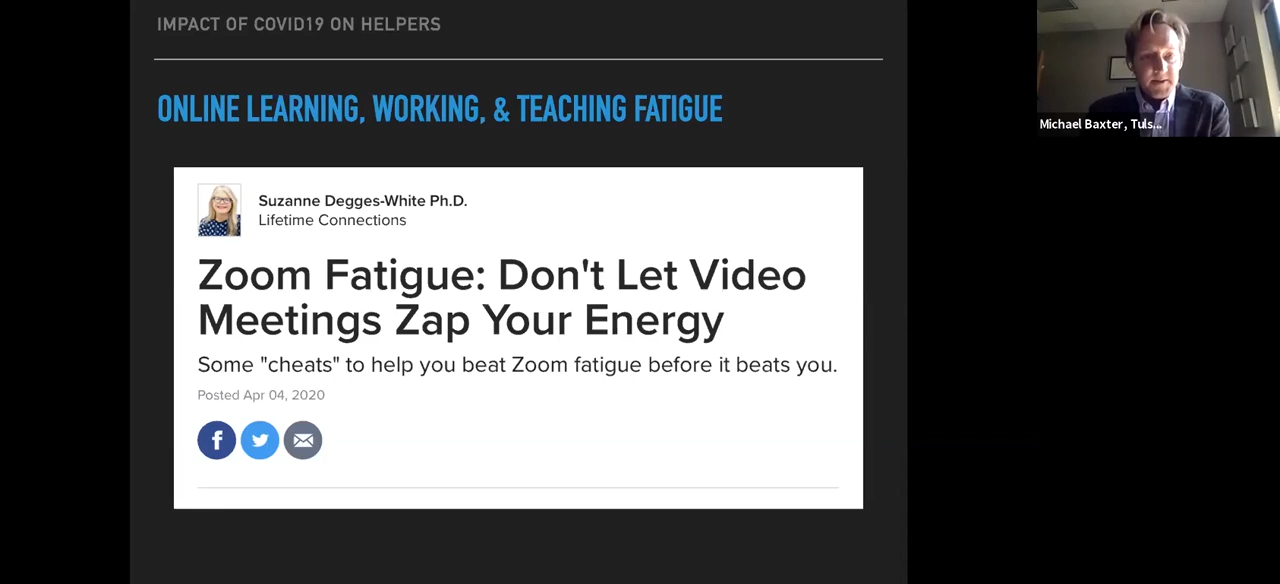 IMPACT OF COVID19 ON HELPERS
ONLINE LEARNING, WORKING, & TEACHING FATIGUE
Suzanne Degges-White Ph.D.
Lifetime Connections
Zoom Fatigue: Don't Let Video
Meetings Zap Your Energy
Some "cheats" to help you beat Zoom fatigue before it beats you.
Posted Apr 04, 2020
Michael Baxter, Tuls...